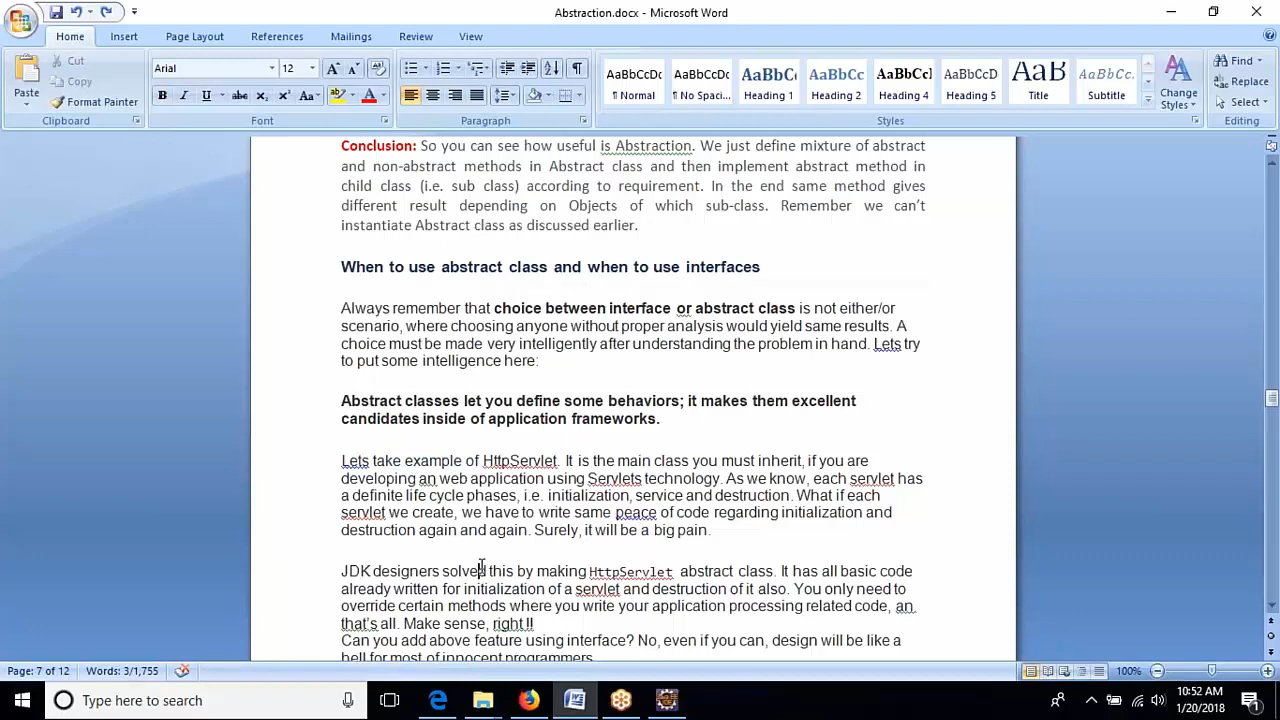 Abstraction.docx - Microsoft Word
Home Insert Page Layout References Mailings Review View
Paste
Cut
Copy
Format Painter
Clipboard
Arial 12
Font
Paragraph
AaBbCcDc AaBbCcDc AaBbCc AaBbCc AaBbCcI AaBbCcD AaB AaBbCc
¶ Normal ¶ No Spaci... Heading 1 Heading 2 Heading 4 Heading 5 Title Subtitle
Change Styles
Styles
Find
Replace
Select
Editing
Conclusion: So you can see how useful is Abstraction. We just define mixture of abstract
and non-abstract methods in Abstract class and then implement abstract method in
child class (i.e. sub class) according to requirement. In the end same method gives
different result depending on Objects of which sub-class. Remember we can't
instantiate Abstract class as discussed earlier.
When to use abstract class and when to use interfaces
Always remember that choice between interface or abstract class is not either/or
scenario, where choosing anyone without proper analysis would yield same results. A
choice must be made very intelligently after understanding the problem in hand. Lets try
to put some intelligence here:
Abstract classes let you define some behaviors; it makes them excellent
candidates inside of application frameworks.
Lets take example of HttpServlet. It is the main class you must inherit, if you are
developing an web application using Servlets technology. As we know, each servlet has
a definite life cycle phases, i.e. initialization, service and destruction. What if each
servlet we create, we have to write same peace of code regarding initialization and
destruction again and again. Surely, it will be a big pain.
JDK designers solved this by making HttpServlet abstract class. It has all basic code
already written for initialization of a servlet and destruction of it also. You only need to
override certain methods where you write your application processing related code, an
that's all. Make sense, right !!
Can you add above feature using interface? No, even if you can, design will be like a
hell for most of innocent programmers.
Page: 7 of 12 Words: 3/1,755 100%
Type here to search
10:52 AM
1/20/2018